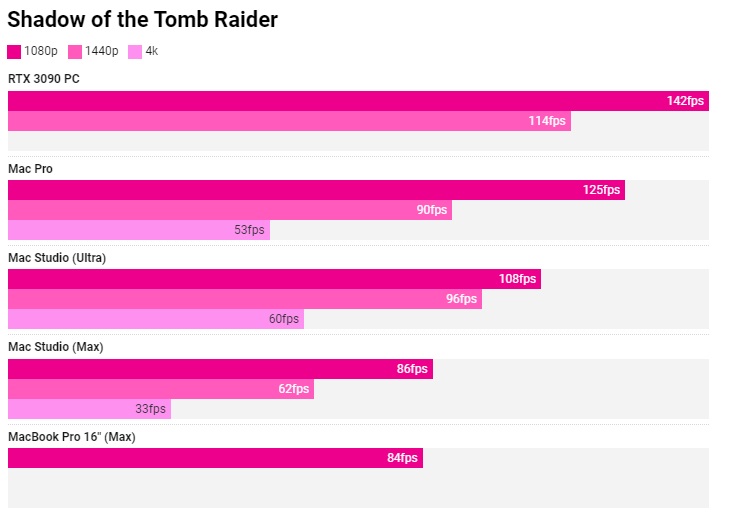 Shadow of the Tomb Raider
1080p 1440p 4k
RTX 3090 PC
142fps
114fps
Mac Pro
125fps
90fps
53fps
Mac Studio (Ultra)
108fps
96fps
60fps
Mac Studio (Max)
86fps
62fps
33fps
MacBook Pro 16" (Max)
84fps